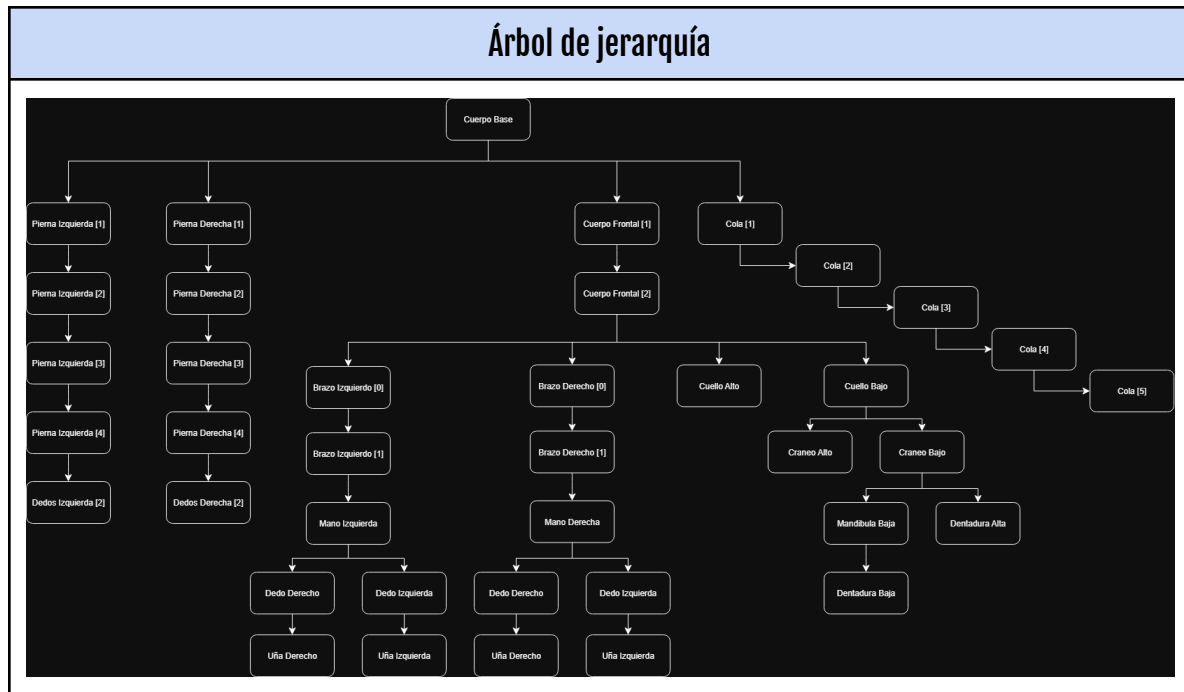 Árbol de jerarquía
Cuerpo Base
Pierna Izquierda [1]
Pierna Derecha [1]
Cuerpo Frontal [1]
Cola [1]
Cola [2]
Pierna Izquierda [2]
Pierna Derecha [2]
Cuerpo Frontal [2]
Cola [3]
Pierna Izquierda [3]
Pierna Derecha [3]
Cola [4]
Brazo Izquierdo [0]
Brazo Derecho [0]
Cuello Alto
Cuello Bajo
Cola [5]
Pierna Izquierda [4]
Pierna Derecha [4]
Brazo Izquierdo [1]
Brazo Derecho [1]
Craneo Alto
Craneo Bajo
Dedos Izquierda [2]
Dedos Derecha [2]
Mano Izquierda
Mano Derecha
Mandibula Baja
Dentadura Alta
Dedo Derecho
Dedo Izquierda
Dedo Derecho
Dedo Izquierda
Dentadura Baja
Uña Derecho
Uña Izquierda
Uña Derecho
Uña Izquierda